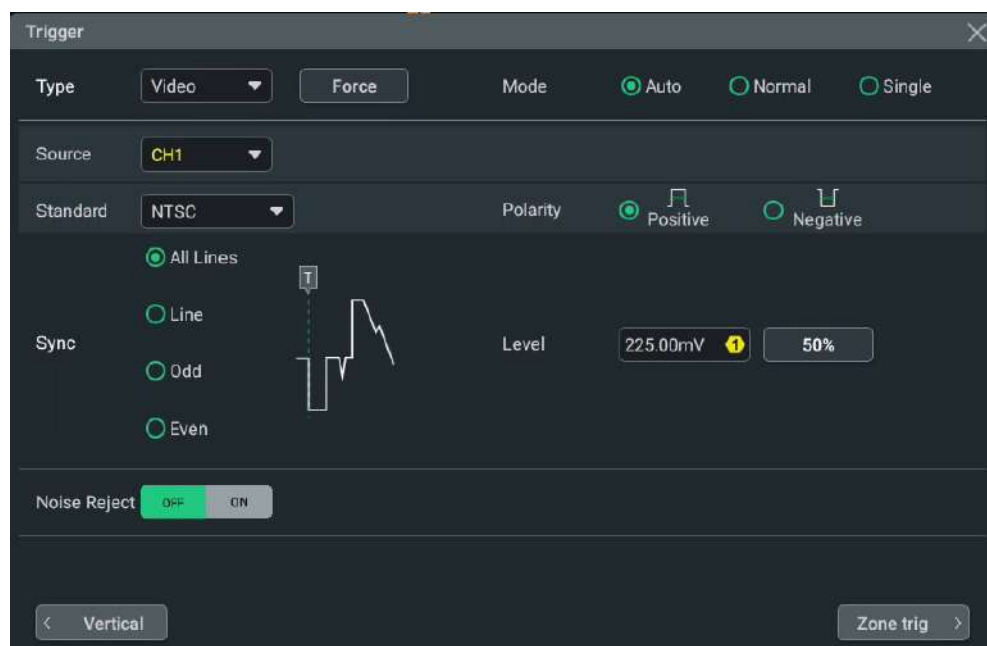 Trigger
Type Video Force Mode Auto Normal Single
Source CH1
Standard NTSC Polarity Positive Negative
All Lines
T
Line
Sync Level 225.00mV 1 50%
Odd
Even
Noise Reject OFF ON
< Vertical Zone trig >